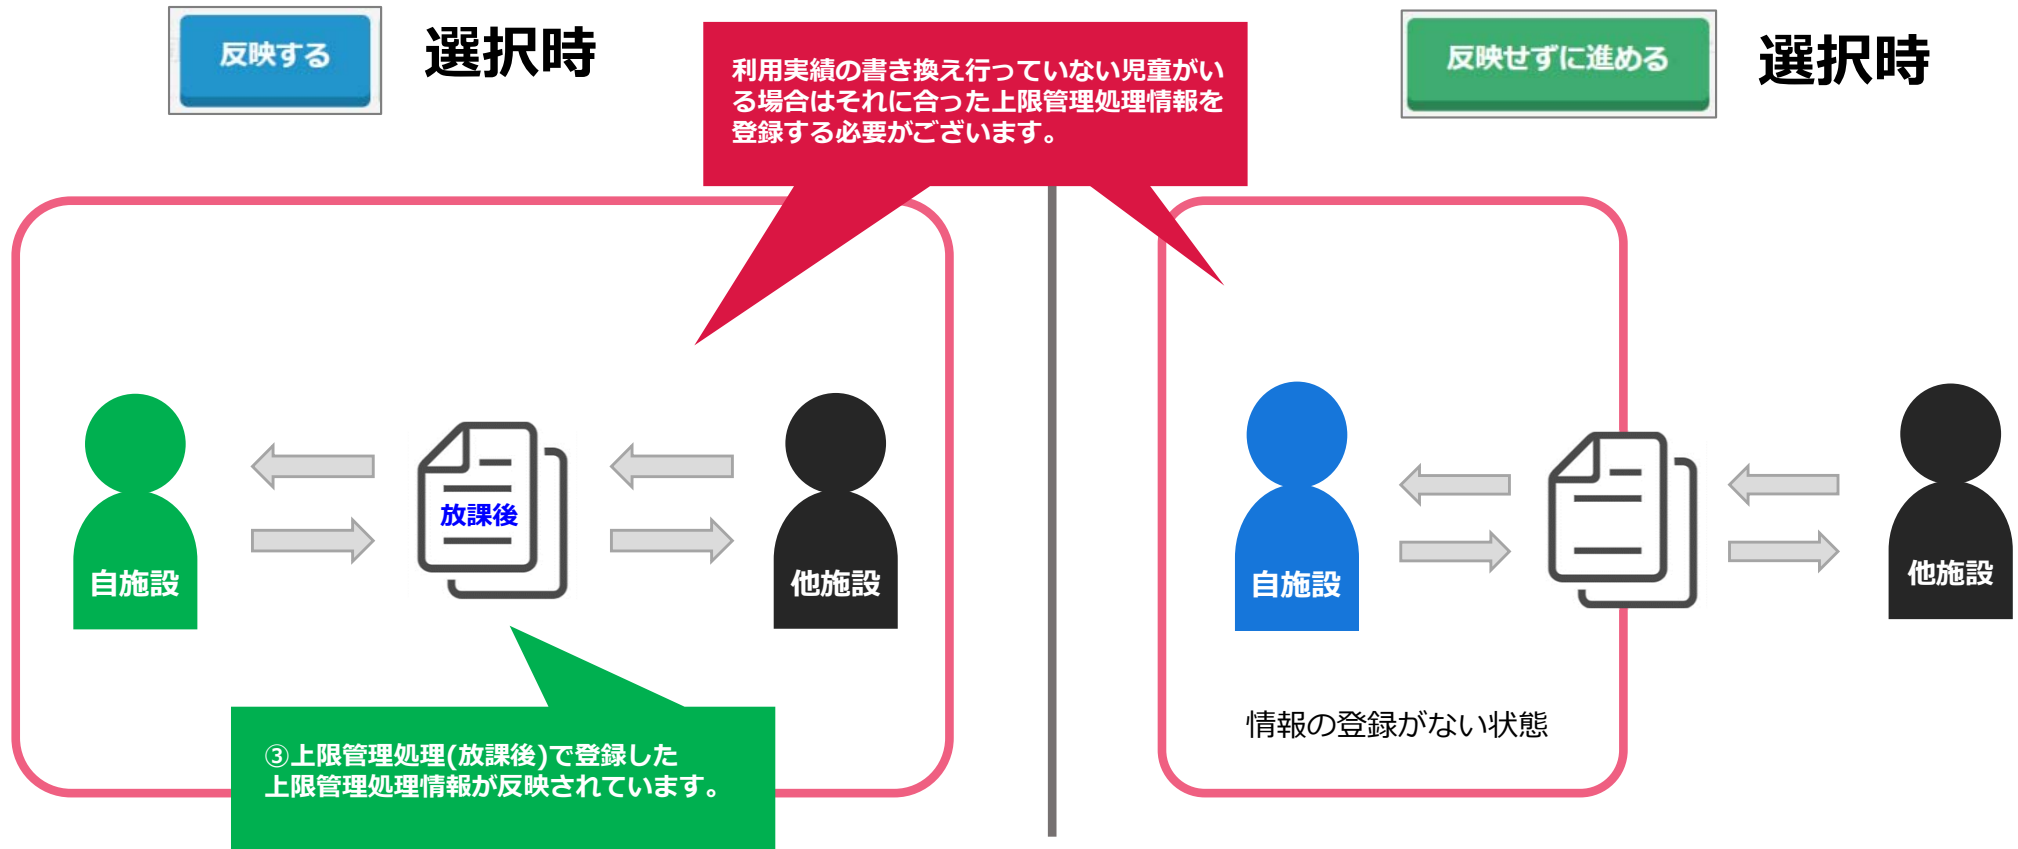 反映する
選択時
利用実績の書き換え行っていない児童がい
る場合はそれに合った上限管理処理情報を
登録する必要がございます。
反映せずに進める
選択時
自施設
放課後
他施設
③上限管理処理(放課後)で登録した
上限管理処理情報が反映されています。
自施設
他施設
情報の登録がない状態